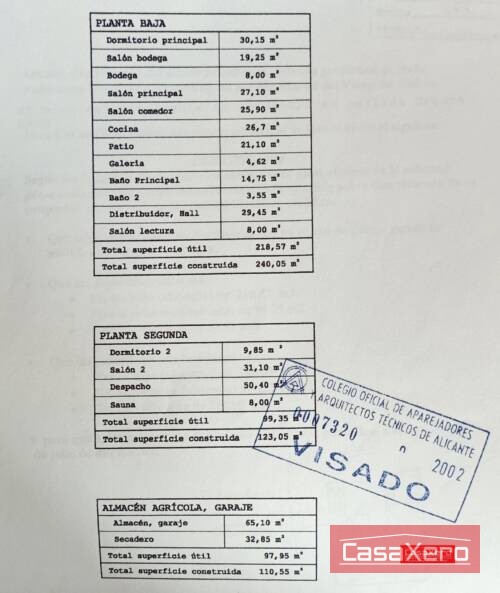 PLANTA BAJA
Dormitorio principal 30,15 m²
Salón bodega 19,25 m²
Bodega 8,00 m²
Salón principal 27,10 m²
Salón comedor 25,90 m²
Cocina 26,7 m²
Patio 21,10 m²
Galeria 4,62 m²
Baño Principal 14,75 m²
Baño 2 3,55 m²
Distribuidor, Hall 29,45 m²
Salón lectura 8,00 m²
Total superficie útil 218,57 m²
Total superficie construida 240,05 m²
PLANTA SEGUNDA
Dormitorio 2 9,85 m²
Salón 2 31,10 m²
Despacho 50,40 m²
Sauna 8,00 m²
Total superficie útil 99,35 m²
Total superficie construida 123,05 m²
COLEGIO OFICIAL DE APAREJADORES
Y ARQUITECTOS TÉCNICOS DE ALICANTE
0007320 2002
VISADO
ALMACÉN AGRÍCOLA, GARAJE
Almacén, garaje 65,10 m²
Secadero 32,85 m²
Total superficie útil 97,95 m²
Total superficie construida 110,55 m²
CasaXero